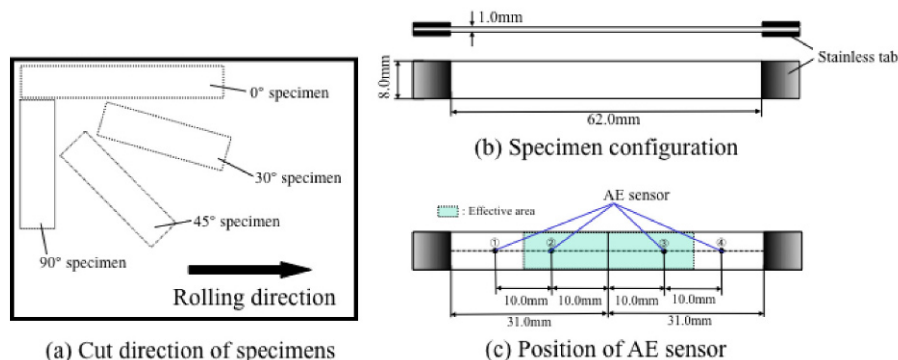 0° specimen
30° specimen
45° specimen
90° specimen
Rolling direction
(a) Cut direction of specimens
1.0mm
Stainless tab
8.0mm
62.0mm
(b) Specimen configuration
AE sensor
: Effective area
① ② ③ ④
10.0mm 10.0mm 10.0mm 10.0mm
31.0mm 31.0mm
(c) Position of AE sensor